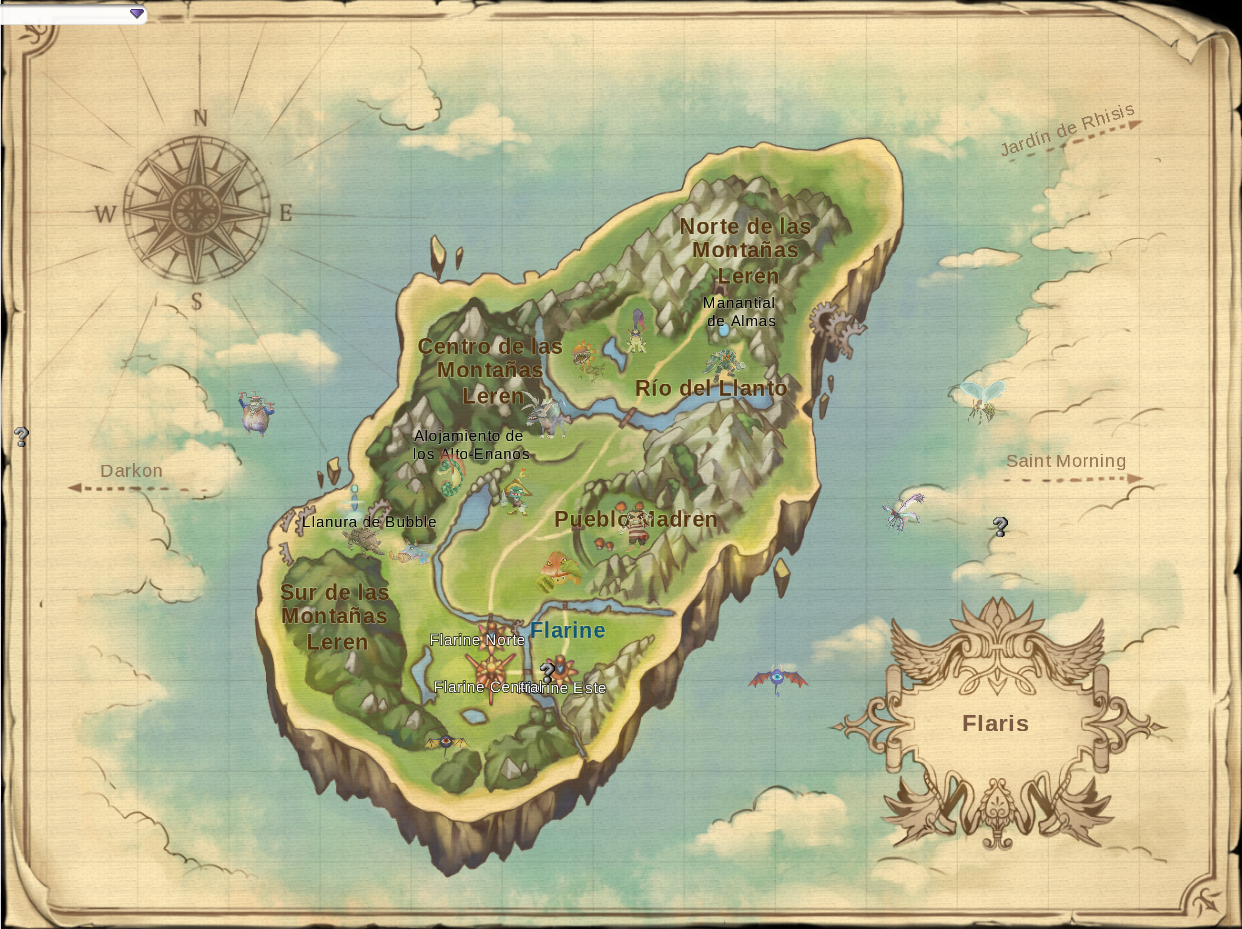 N
W
E
S
Jardín de Rhisis
Norte de las
Montañas
Leren
Manantial
de Almas
Centro de las
Montañas
Leren
Río del Llanto
Alojamiento de
los Alto-Enanos
Darkon
Saint Morning
Llanura de Bubble
Pueblo Madren
Sur de las
Montañas
Leren
Flarine
Flarine Norte
Flarine Central
Flarine Este
Flaris